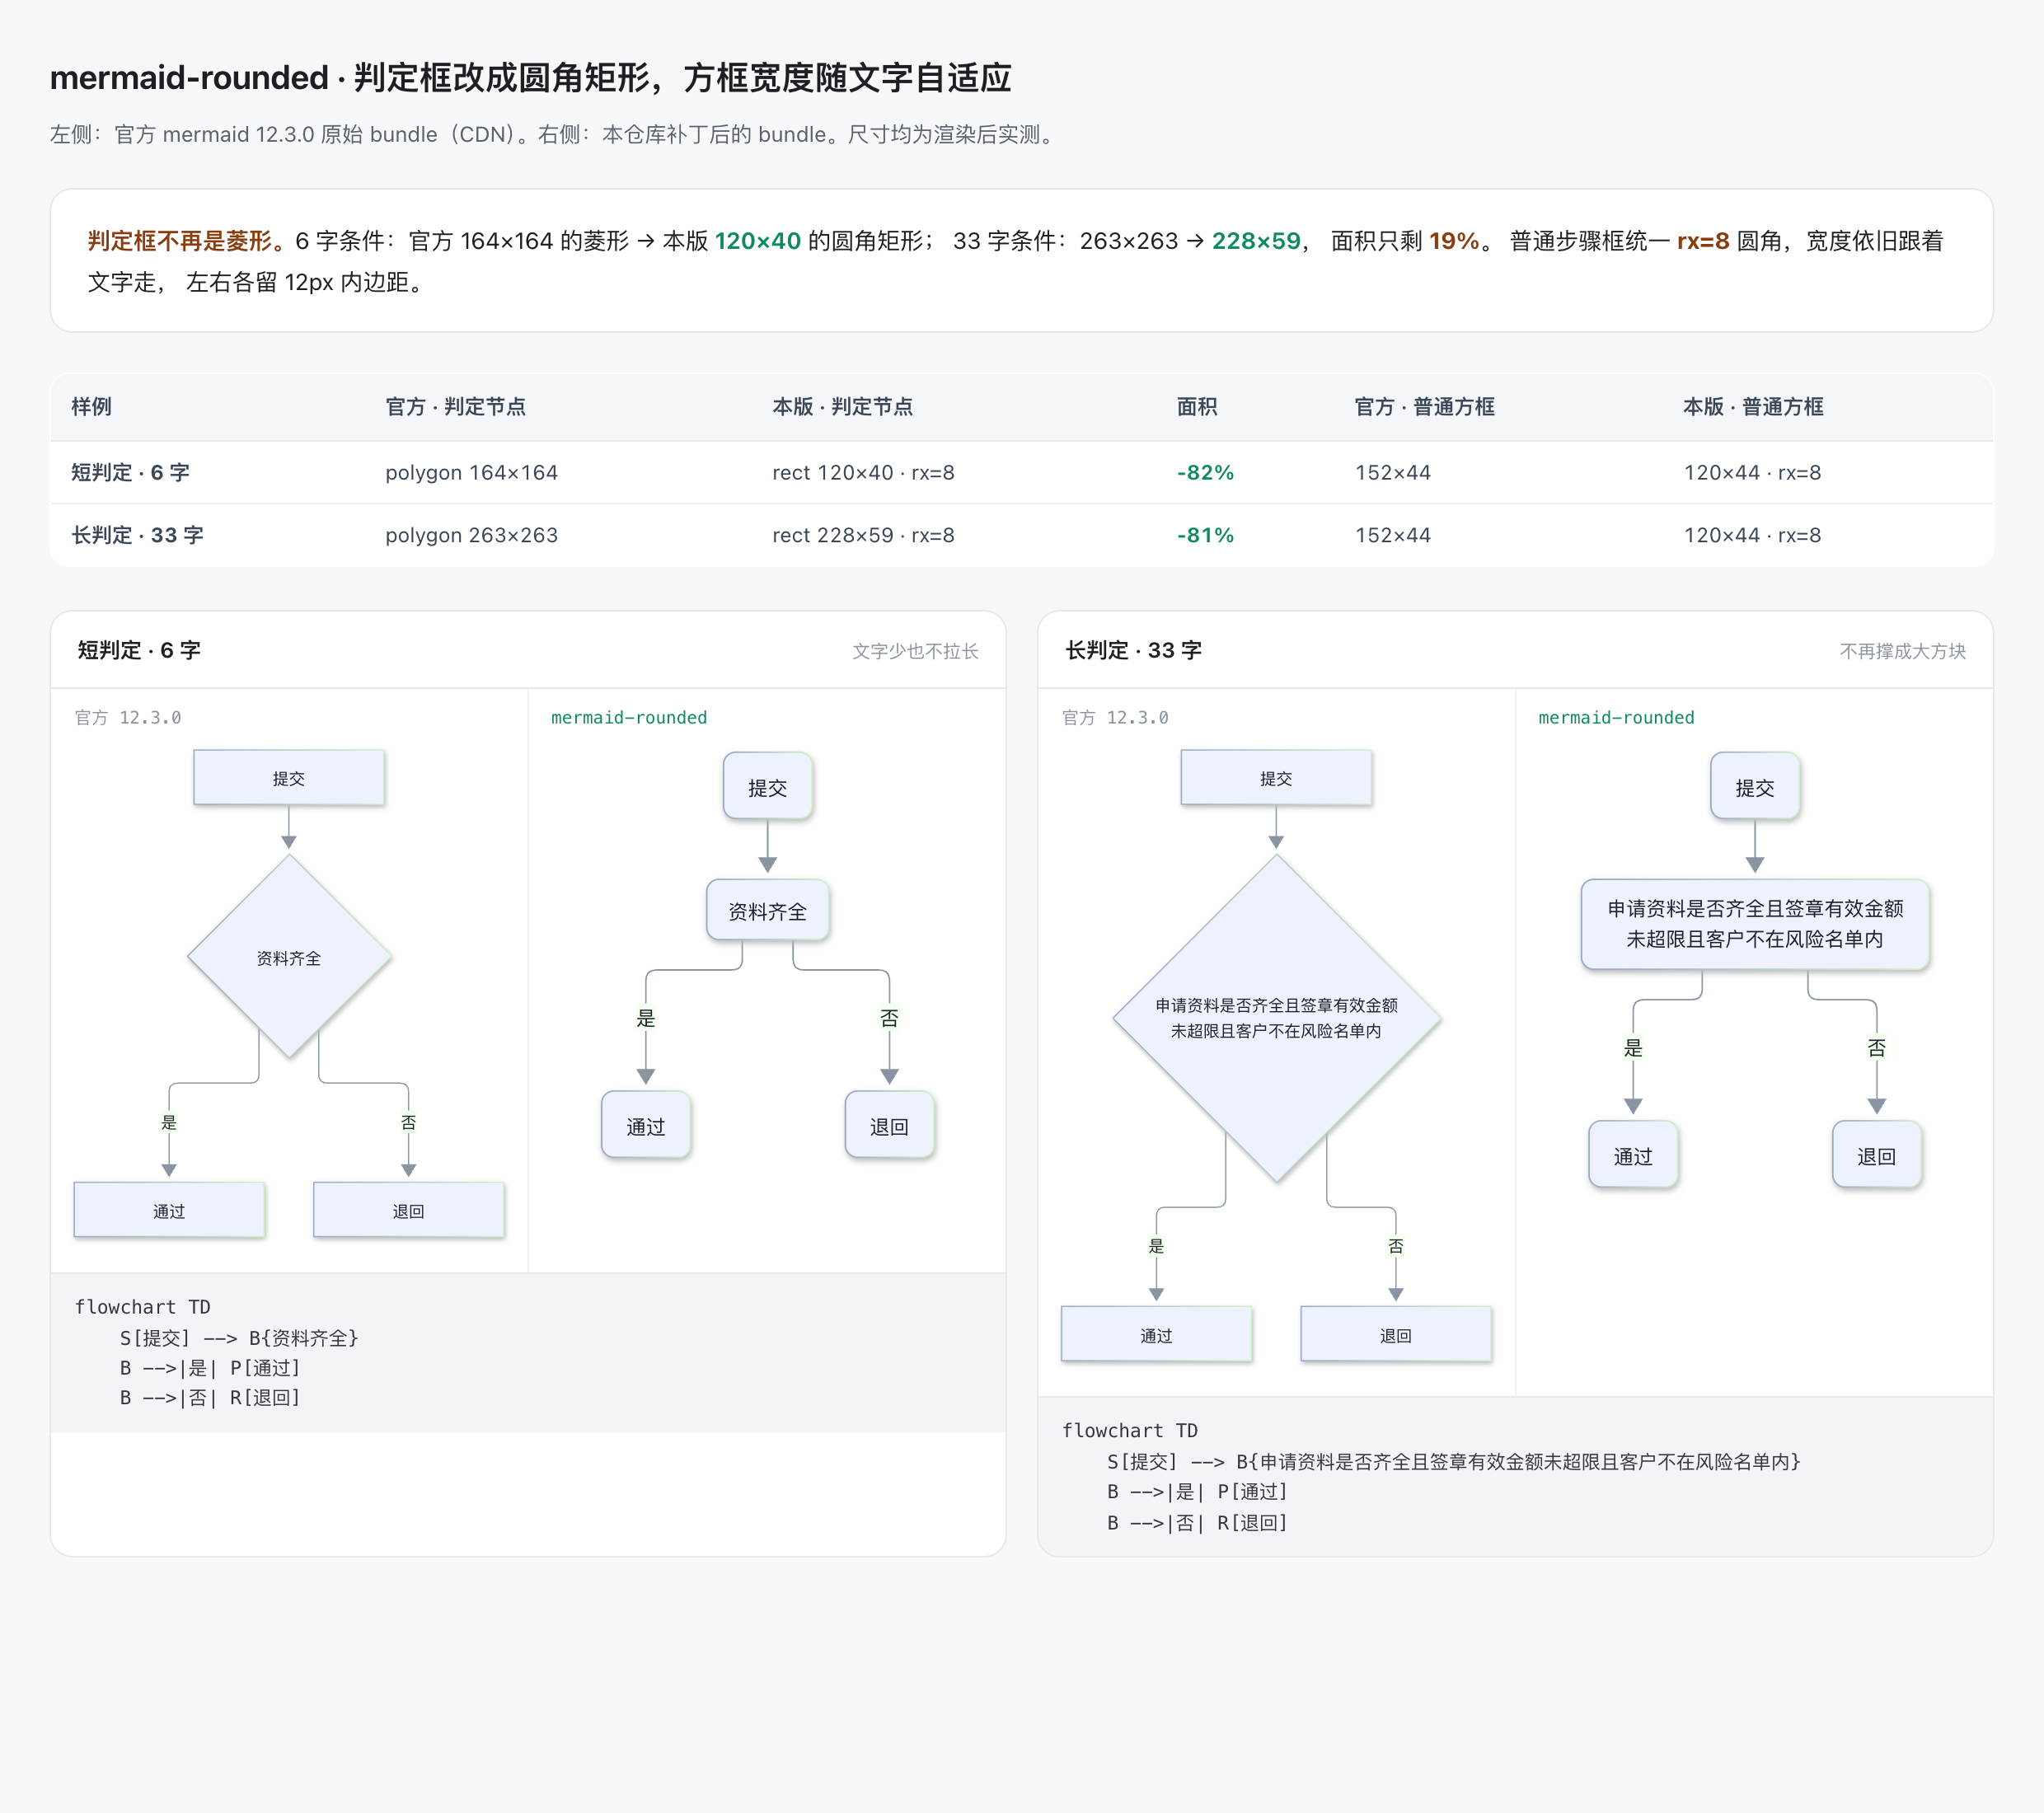 mermaid-rounded · 判定框改成圆角矩形，方框宽度随文字自适应
左侧：官方 mermaid 12.3.0 原始 bundle（CDN）。右侧：本仓库补丁后的 bundle。尺寸均为渲染后实测。
判定框不再是菱形。6 字条件：官方 164×164 的菱形 → 本版 120×40 的圆角矩形； 33 字条件：263×263 → 228×59， 面积只剩 19%。 普通步骤框统一 rx=8 圆角，宽度依旧跟着
文字走， 左右各留 12px 内边距。
样例 官方 · 判定节点 本版 · 判定节点 面积 官方 · 普通方框 本版 · 普通方框
短判定 · 6 字 polygon 164×164 rect 120×40 · rx=8 -82% 152×44 120×44 · rx=8
长判定 · 33 字 polygon 263×263 rect 228×59 · rx=8 -81% 152×44 120×44 · rx=8
短判定 · 6 字 文字少也不拉长
官方 12.3.0
提交
资料齐全
是 否
通过 退回
mermaid-rounded
提交
资料齐全
是 否
通过 退回
flowchart TD
S[提交] --> B{资料齐全}
B -->|是| P[通过]
B -->|否| R[退回]
长判定 · 33 字 不再撑成大方块
官方 12.3.0
提交
申请资料是否齐全且签章有效金额
未超限且客户不在风险名单内
是 否
通过 退回
mermaid-rounded
提交
申请资料是否齐全且签章有效金额
未超限且客户不在风险名单内
是 否
通过 退回
flowchart TD
S[提交] --> B{申请资料是否齐全且签章有效金额未超限且客户不在风险名单内}
B -->|是| P[通过]
B -->|否| R[退回]